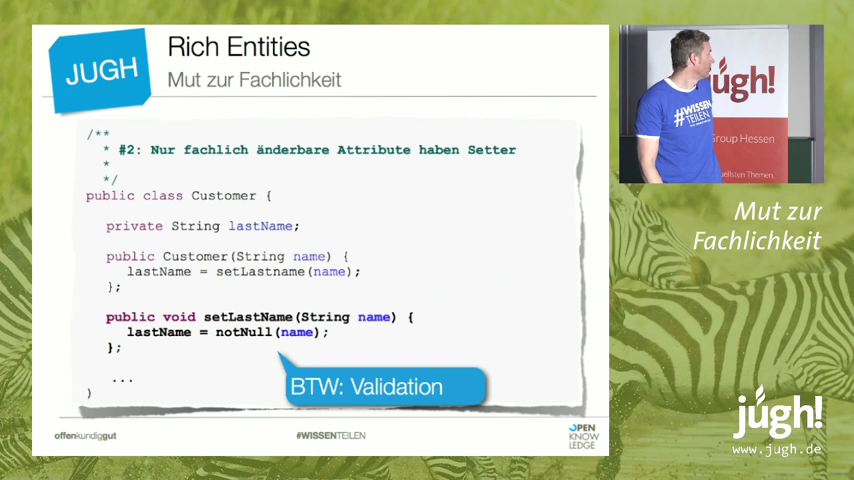 JUGH
Rich Entities
Mut zur Fachlichkeit
/**
* #2: Nur fachlich änderbare Attribute haben Setter
*
*/
public class Customer {
private String lastName;
public Customer(String name) {
lastName = setLastname(name);
};
public void setLastName(String name) {
lastName = notNull(name);
};
...
)
BTW: Validation
offenkundiggut
#WISSENTEILEN
OPEN
KNOW
LEDGE
jugh!
#WISSEN
TEILEN
Group Hessen
Themen.
Mut zur
Fachlichkeit
jugh!
www.jugh.de